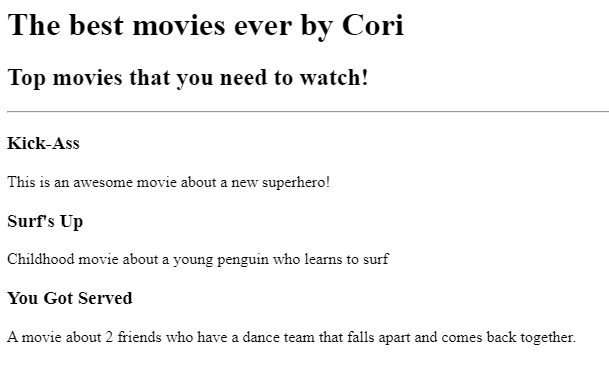 The best movies ever by Cori
Top movies that you need to watch!
Kick-Ass
This is an awesome movie about a new superhero!
Surf's Up
Childhood movie about a young penguin who learns to surf
You Got Served
A movie about 2 friends who have a dance team that falls apart and comes back together.